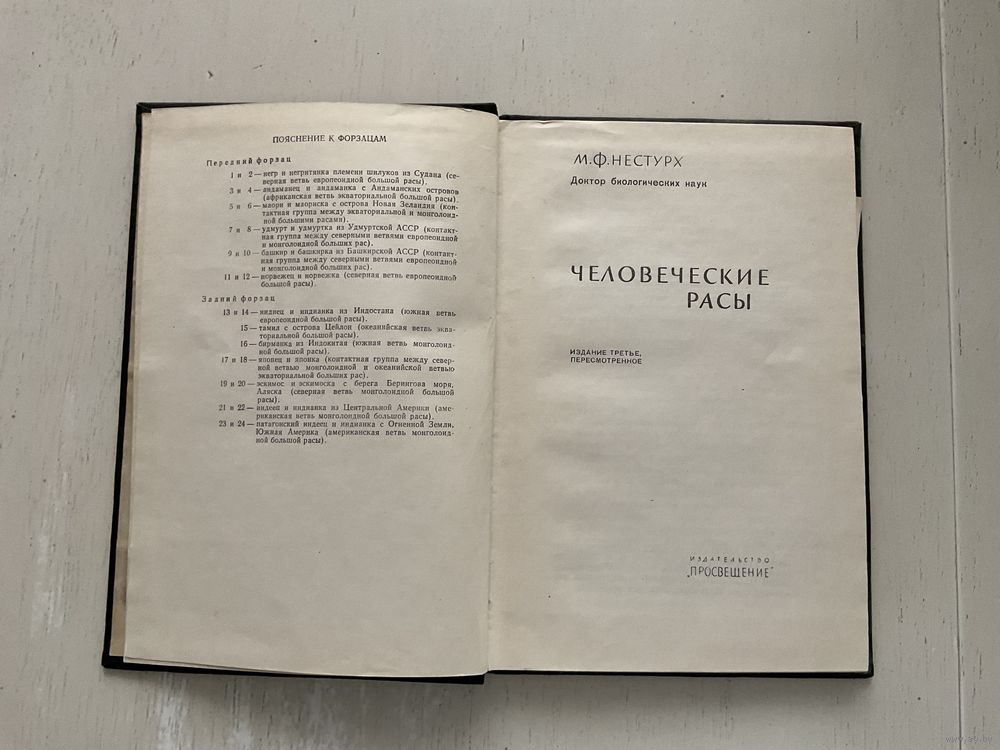 ПОЯСНЕНИЕ К ФОРЗАЦАМ
Передний форзац
1 и 2 — негр и негритянка племени шилуков из Судана (се-
верная ветвь европеоидной большой расы).
3 и 4 — андаманец и андаманка с Андаманских островов
(африканская ветвь экваториальной большой расы).
5 и 6 — маори и маориска с острова Новая Зеландия (кон-
тактная группа между экваториальной и монголоид-
ной большими расами).
7 и 8 — удмурт и удмуртка из Удмуртской АССР (контакт-
ная группа между северными ветвями европеоидной
и монголоидной больших рас).
9 и 10 — башкир и башкирка из Башкирской АССР (контакт-
ная группа между северными ветвями европеоидной
и монголоидной больших рас).
11 и 12 — норвежец и норвежка (северная ветвь европеоидной
большой расы).
Задний форзац
13 и 14 — индиец и индианка из Индостана (южная ветвь
европеоидной большой расы).
15 — тамил с острова Цейлон (океанийская ветвь эква-
ториальной большой расы).
16 — бирманка из Индокитая (южная ветвь монголоид-
ной большой расы).
17 и 18 — японец и японка (контактная группа между север-
ной ветвью монголоидной и океанийской ветвью
экваториальной больших рас).
19 и 20 — эскимос и эскимоска с берега Берингова моря,
Аляска (северная ветвь монголоидной большой
расы).
21 и 22 — индеец и индианка из Центральной Америки (аме-
риканская ветвь монголоидной большой расы).
23 и 24 — патагонский индеец и индианка с Огненной Земли,
Южная Америка (американская ветвь монголоид-
ной большой расы).
М.Ф.НЕСТУРХ
Доктор биологических наук
ЧЕЛОВЕЧЕСКИЕ
РАСЫ
ИЗДАНИЕ ТРЕТЬЕ,
ПЕРЕСМОТРЕННОЕ
ИЗДАТЕЛЬСТВО
„ПРОСВЕЩЕНИЕ"